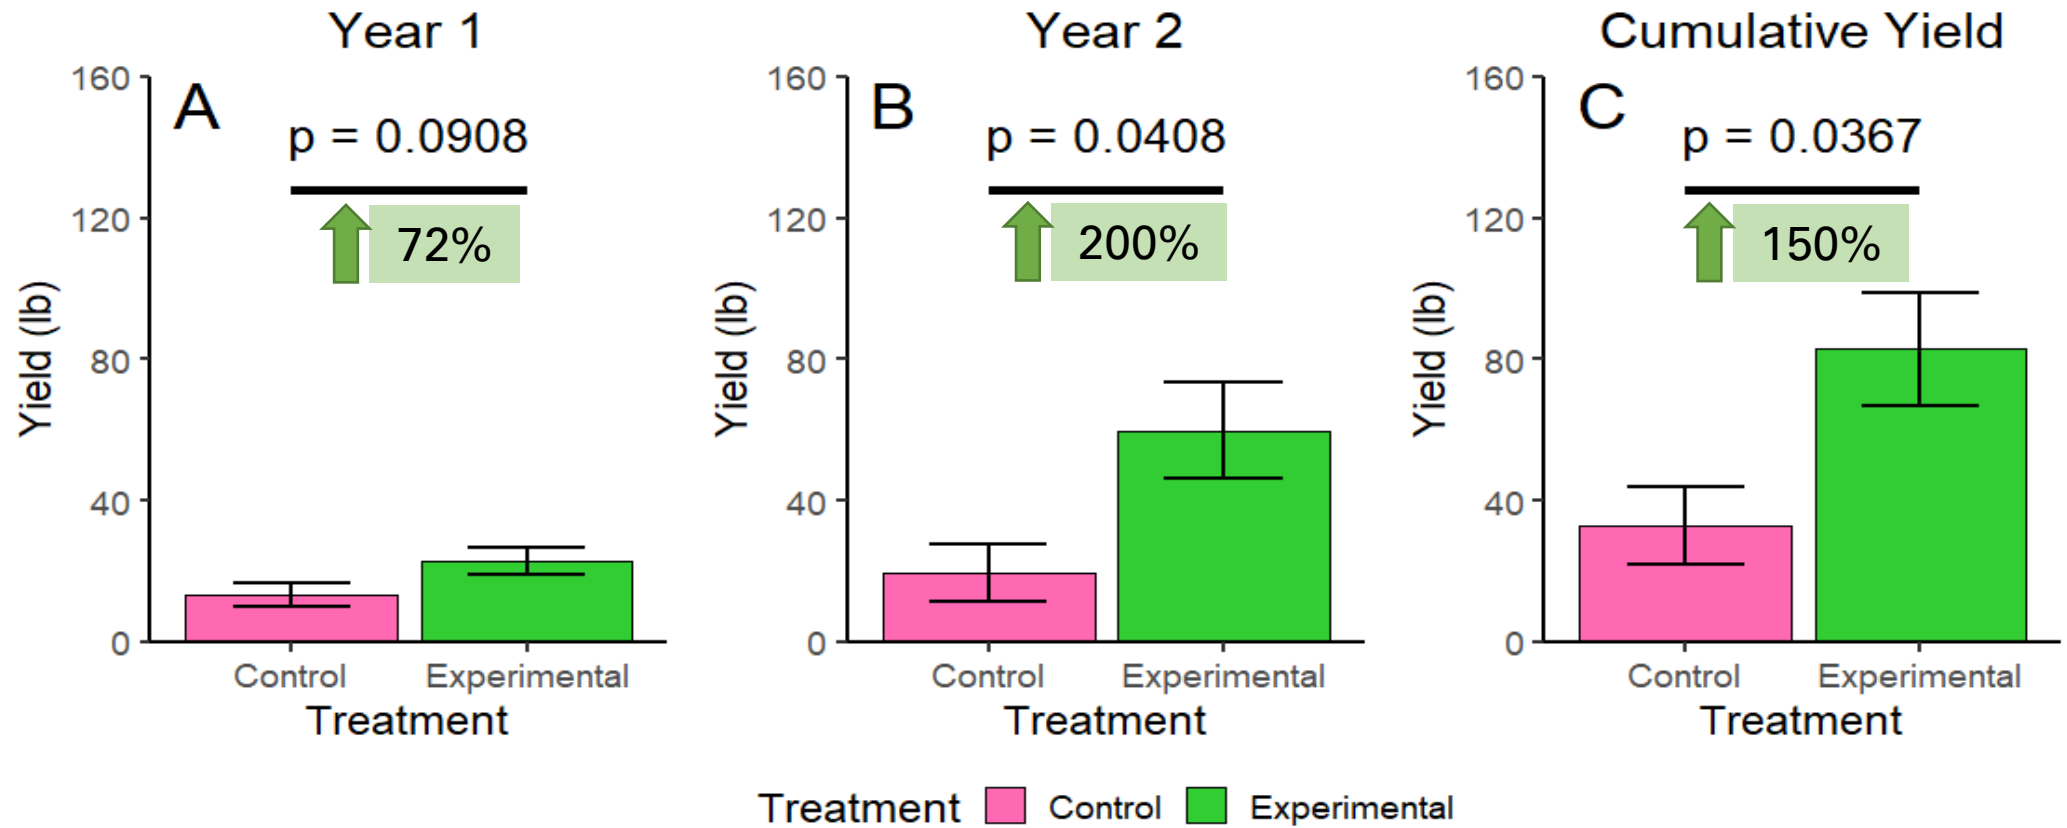 Year 1
160
A
p = 0.0908
120
72%
80
Yield (lb)
40
0
Control
Experimental
Treatment
Year 2
160
B
p = 0.0408
120
200%
80
Yield (lb)
40
0
Control
Experimental
Treatment
Cumulative Yield
160
C
p = 0.0367
120
150%
80
Yield (lb)
40
0
Control
Experimental
Treatment
Treatment Control Experimental